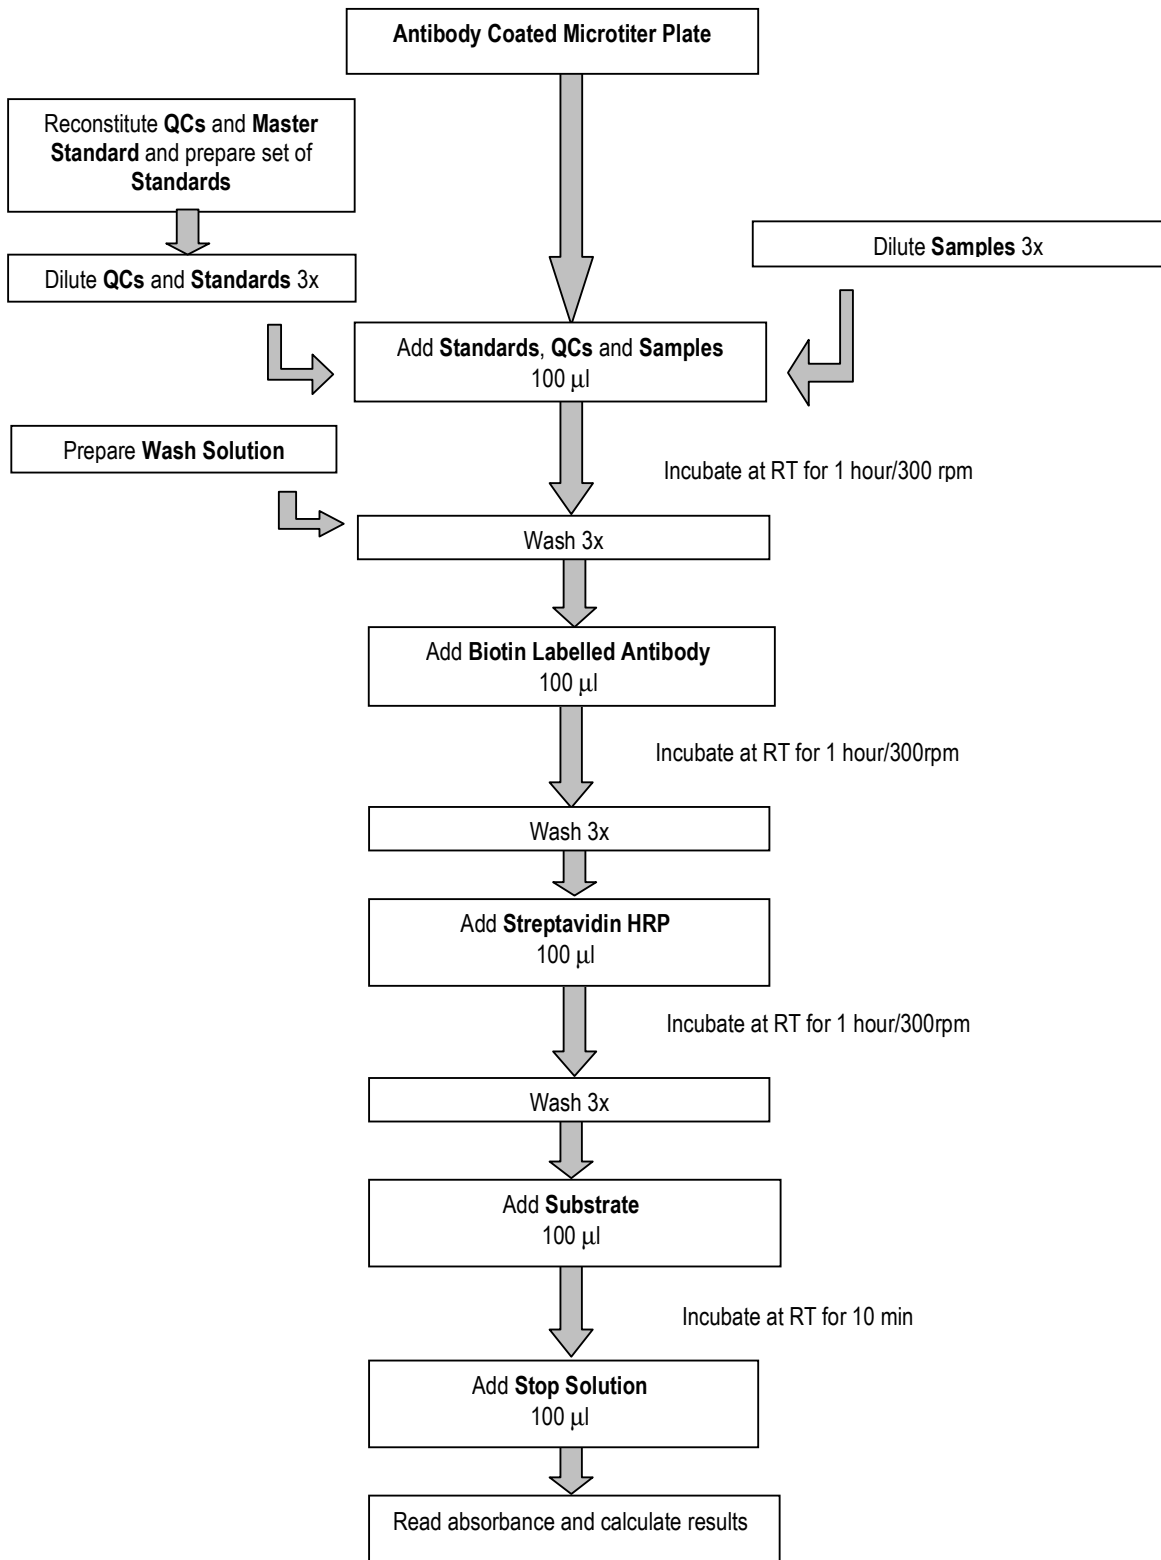 Antibody Coated Microtiter Plate
Reconstitute QCs and Master
Standard and prepare set of
Standards
Dilute QCs and Standards 3x
Dilute Samples 3x
Add Standards, QCs and Samples
100 μl
Prepare Wash Solution
Incubate at RT for 1 hour/300 rpm
Wash 3x
Add Biotin Labelled Antibody
100 μl
Incubate at RT for 1 hour/300rpm
Wash 3x
Add Streptavidin HRP
100 μl
Incubate at RT for 1 hour/300rpm
Wash 3x
Add Substrate
100 μl
Incubate at RT for 10 min
Add Stop Solution
100 μl
Read absorbance and calculate results